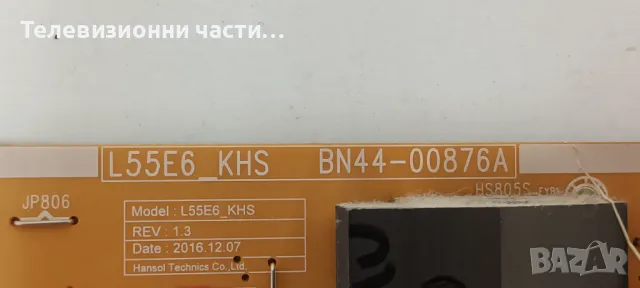 Телевизионни части...
L55E6_KHS BN44-00876A
HS805S
JP806
Model : L55E6_KHS
REV : 1.3
Date : 2016.12.07
Hansol Technics Co.,Ltd.
BAZAR